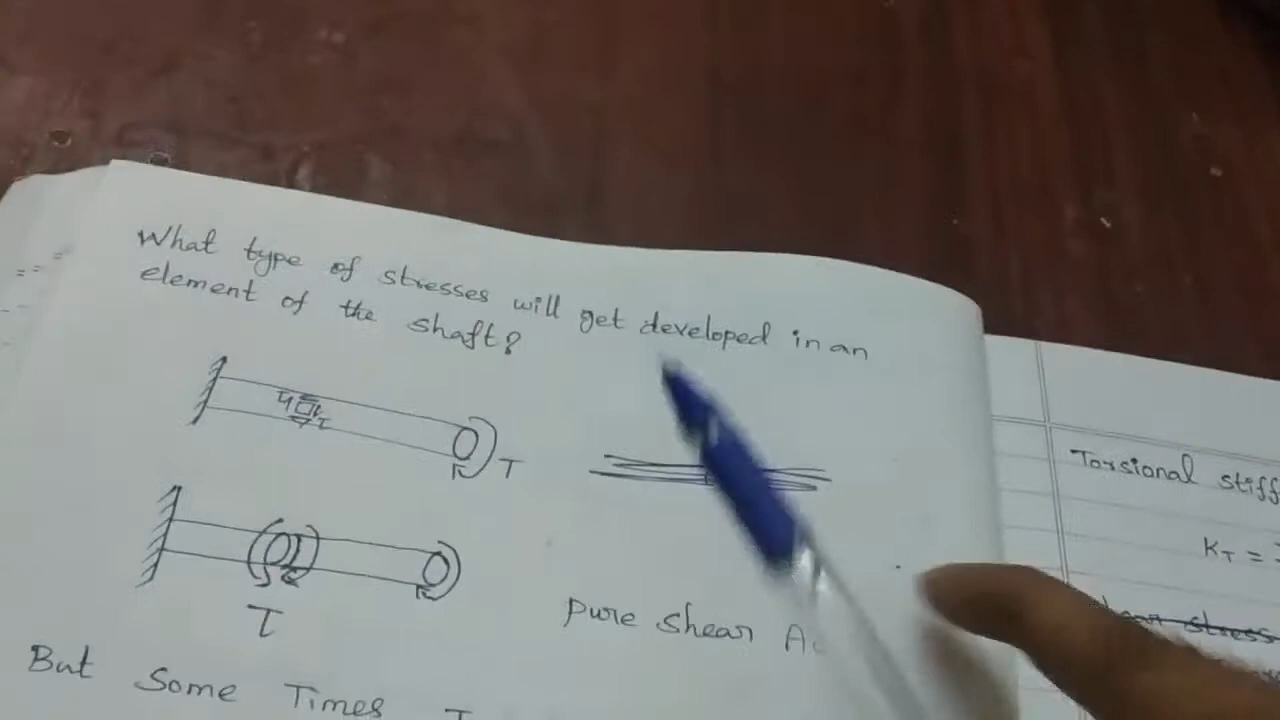 What type of stresses will get developed in an
element of the shaft?
T
T
pure shear
But Some Times
Torsional
K_T =